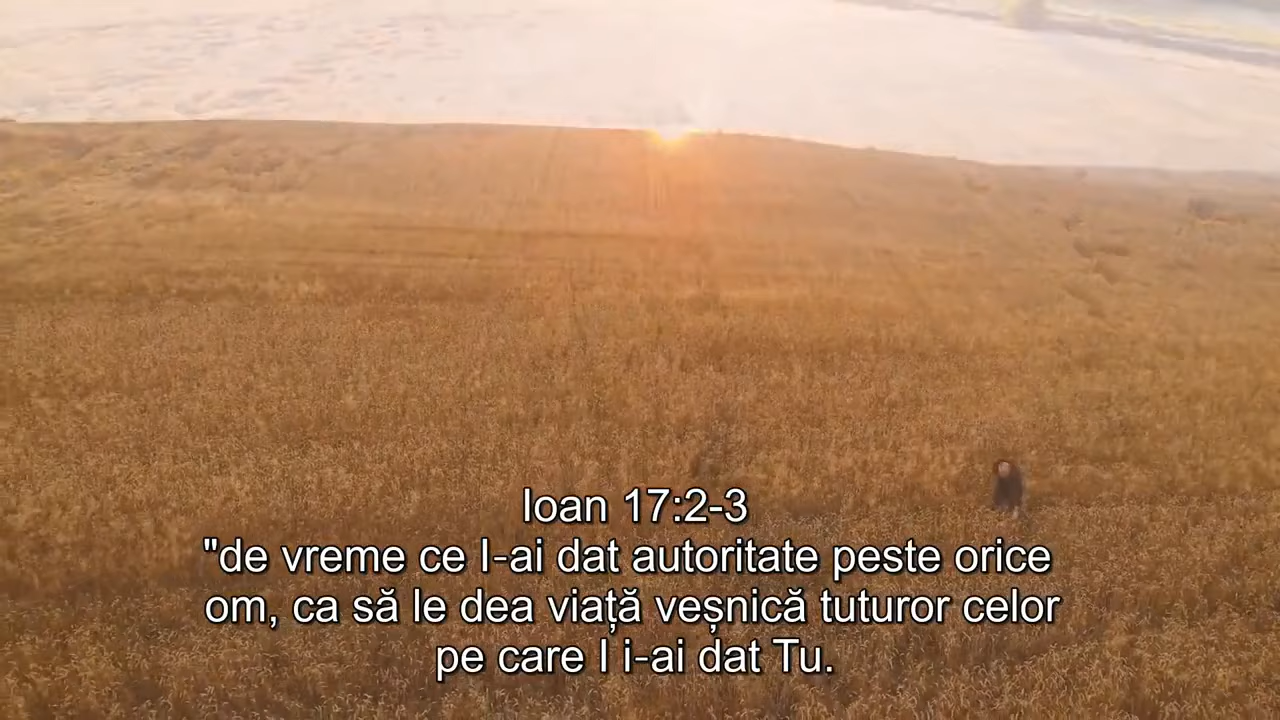 Ioan 17:2-3
"de vreme ce I-ai dat autoritate peste orice
om, ca să le dea viață veșnică tuturor celor
pe care I i-ai dat Tu.